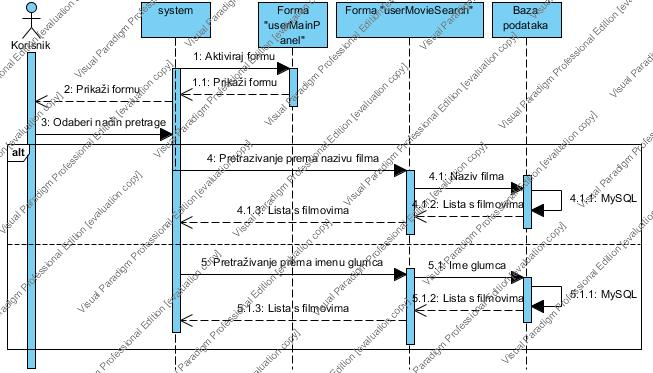 system
Forma
"userMainP
anel"
Forma "userMovieSearch"
Baza
podataka
Korisnik
1: Aktiviraj formu
1.1: Prikaži formu
2: Prikaži formu
3: Odaberi način pretrage
alt
4: Pretrazivanje prema nazivu filma
4.1: Naziv filma
4.1.1: MySQL
4.1.2: Lista s filmovima
4.1.3: Lista s filmovima
5: Pretraživanje prema imenu glumca
5.1: Ime glumca
5.1.1: MySQL
5.1.2: Lista s filmovima
5.1.3: Lista s filmovima
Visual Paradigm Professional Edition [evaluation copy]